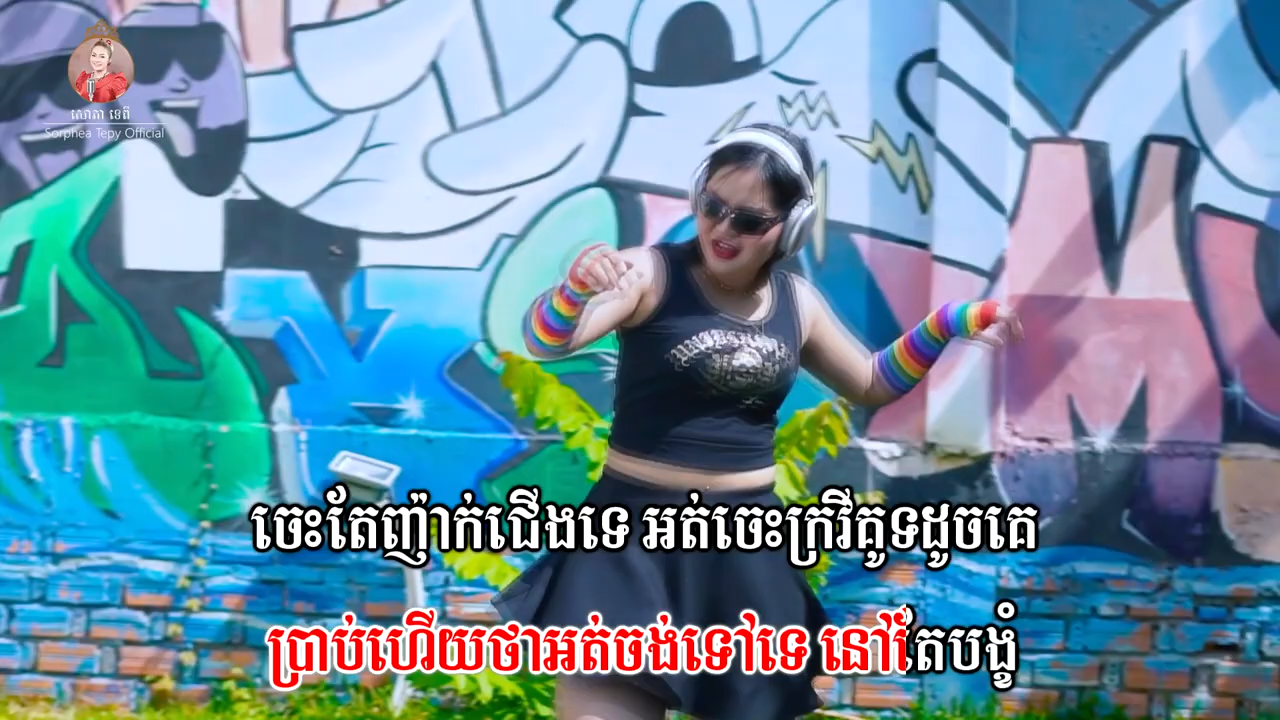 សោភា ទេពី
Sorphea Tepy Official
ចេះតែញ៉ាក់ជើងទេ អត់ចេះក្រវីគូទដូចគេ
ប្រាប់ហើយថាអត់ចង់ទៅទេ នៅតែបង្ខំ